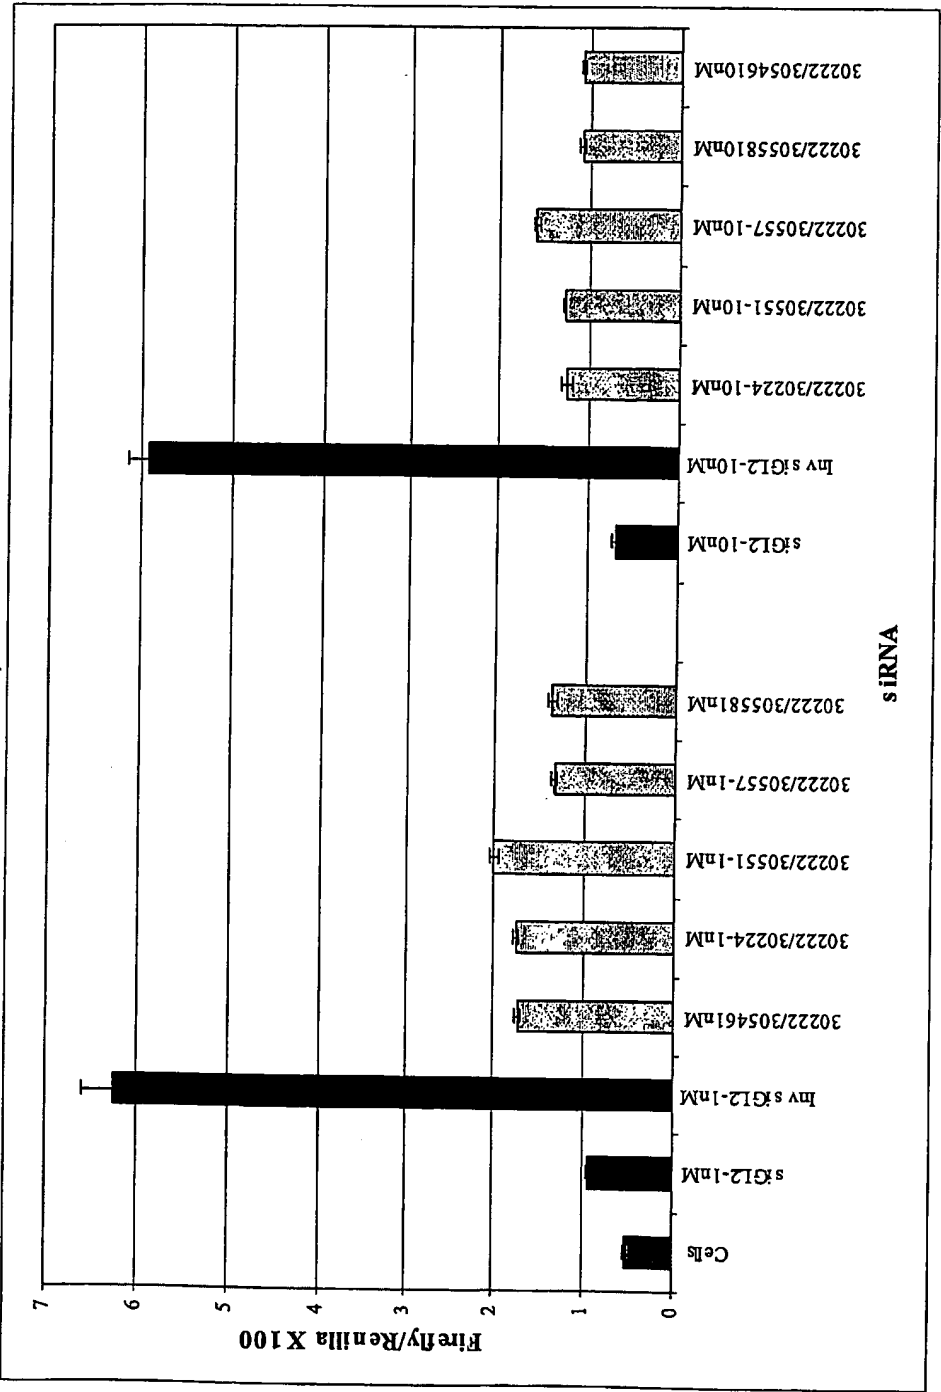 Firefly/Renilla X 100
7
6
5
4
3
2
1
0
Cells
siGL2-1nM
Inv siGL2-1nM
30222/305461nM
30222/30224-1nM
30222/30551-1nM
30222/30557-1nM
30222/305581nM
siGL2-10nM
Inv siGL2-10nM
30222/30224-10nM
30222/30551-10nM
30222/30557-10nM
30222/3055810nM
30222/3054610nM
siRNA